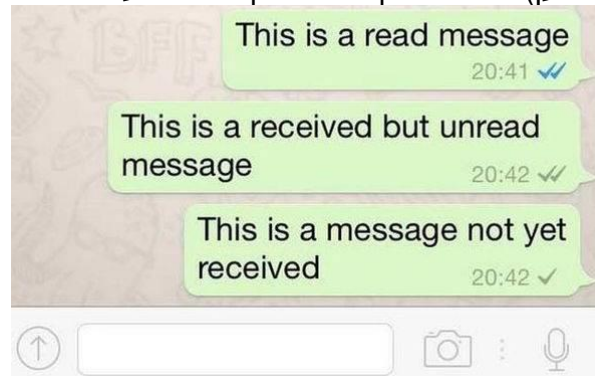 BFF
This is a read message
20:41
This is a received but unread
message
20:42
This is a message not yet
received
20:42